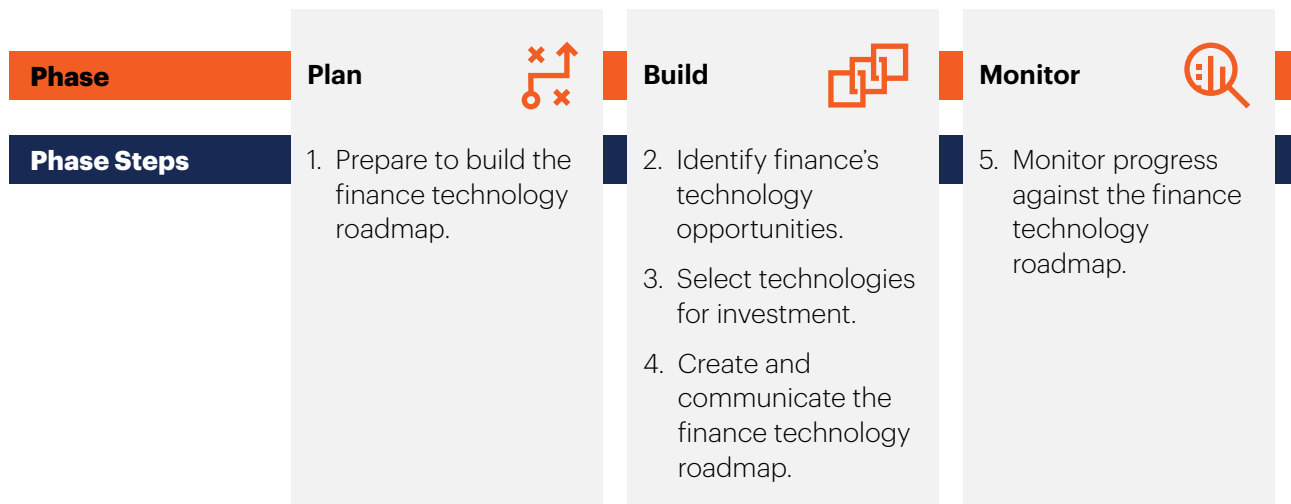 Phase
Plan
Build
Monitor
Phase Steps
1. Prepare to build the
finance technology
roadmap.
2. Identify finance’s
technology
opportunities.
3. Select technologies
for investment.
4. Create and
communicate the
finance technology
roadmap.
5. Monitor progress
against the finance
technology
roadmap.